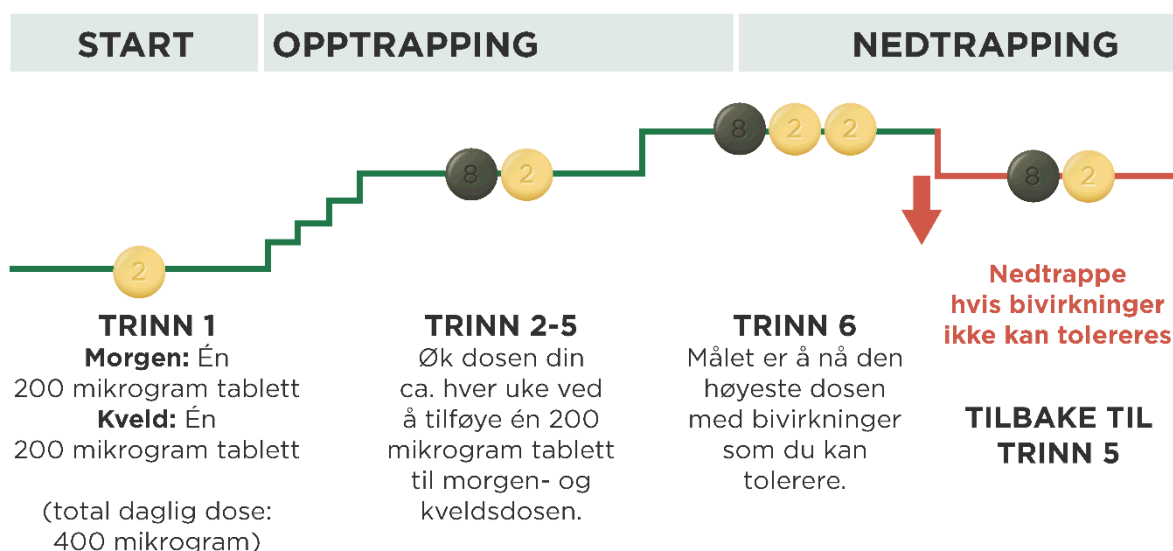 START
OPPTRAPPING
NEDTRAPPING
2
8 2
8 2 2
8 2
TRINN 1
Morgen: Én
200 mikrogram tablett
Kveld: Én
200 mikrogram tablett
(total daglig dose:
400 mikrogram)
TRINN 2-5
Øk dosen din
ca. hver uke ved
å tilføye én 200
mikrogram tablett
til morgen- og
kveldsdosen.
TRINN 6
Målet er å nå den
høyeste dosen
med bivirkninger
som du kan
tolerere.
Nedtrappe
hvis bivirkninger
ikke kan tolereres
TILBAKE TIL
TRINN 5